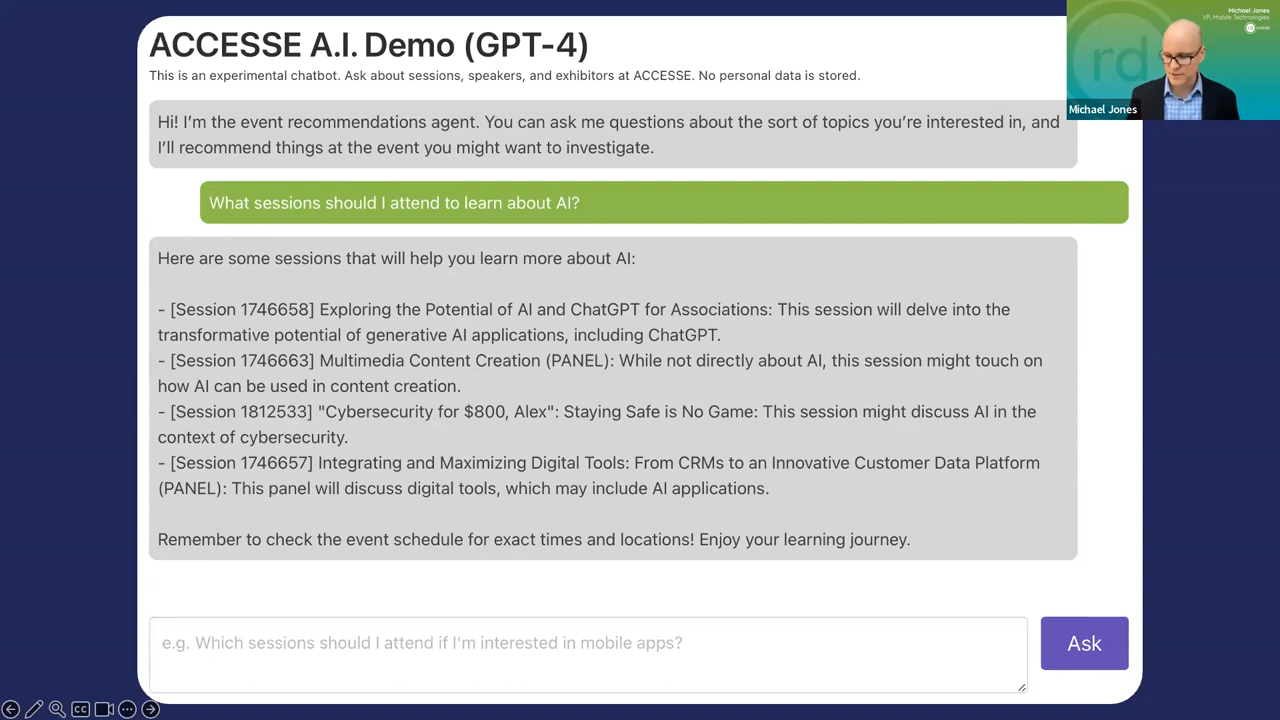 ACCESSE A.I. Demo (GPT-4)
This is an experimental chatbot. Ask about sessions, speakers, and exhibitors at ACCESSE. No personal data is stored.
Hi! I’m the event recommendation agent. You can ask me questions about the sort of topics you’re interested in, and
I’ll recommend things at the event you might want to investigate.
What sessions should I attend to learn about AI?
Here are some sessions that will help you learn more about AI:
- [Session 1746658] Exploring the Potential of AI and ChatGPT for Associations: This session will delve into the
transformative potential of generative AI applications, including ChatGPT.
- [Session 1746663] Multimedia Content Creation (PANEL): While not directly about AI, this session might touch on
how AI can be used in content creation.
- [Session 1812533] "Cybersecurity for $800, Alex": Staying Safe is No Game: This session might discuss AI in the
context of cybersecurity.
- [Session 1746657] Integrating and Maximizing Digital Tools: From CRMs to an Innovative Customer Data Platform
(PANEL): This panel will discuss digital tools, which may include AI applications.
Remember to check the event schedule for exact times and locations! Enjoy your learning journey.
e.g. Which sessions should I attend if I'm interested in mobile apps?
Ask
Michael Jones
VP, Mobile Technologies
rd mobile
rd
Michael Jones
CC